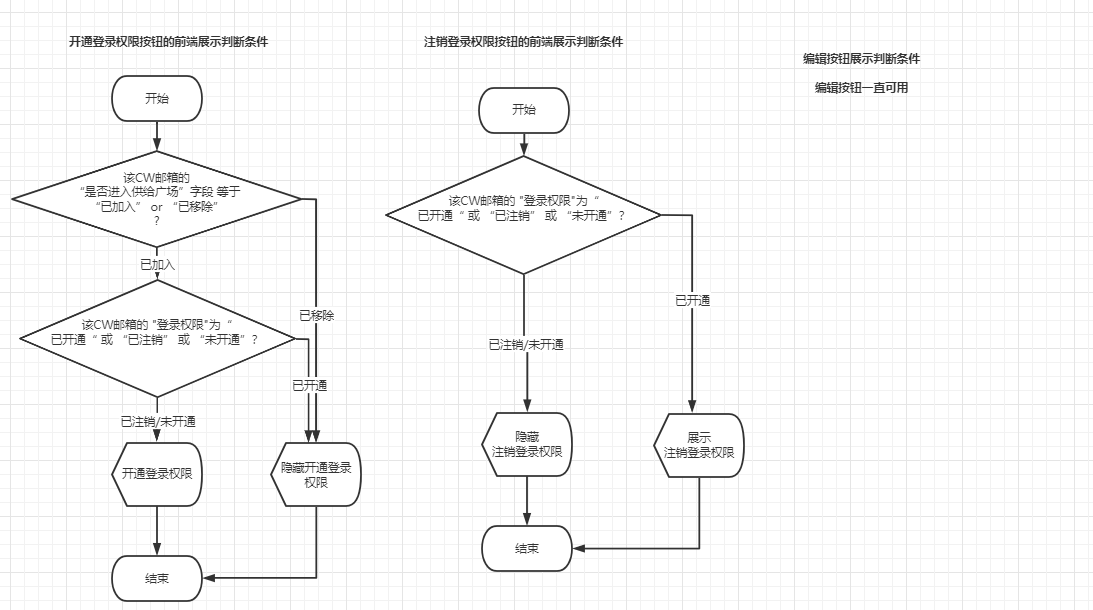 开通登录权限按钮的前端展示判断条件
开始
该CW邮箱的
“是否进入供给广场”字段 等于
“已加入” or “已移除”
?
已加入
已移除
该CW邮箱的 "登录权限"为“
已开通“ 或 “已注销” 或 “未开通”?
已开通
已注销/未开通
开通登录权限
隐藏开通登录
权限
结束
注销登录权限按钮的前端展示判断条件
开始
该CW邮箱的 "登录权限"为“
已开通“ 或 “已注销” 或 “未开通”?
已开通
已注销/未开通
隐藏
注销登录权限
展示
注销登录权限
结束
编辑按钮展示判断条件
编辑按钮一直可用